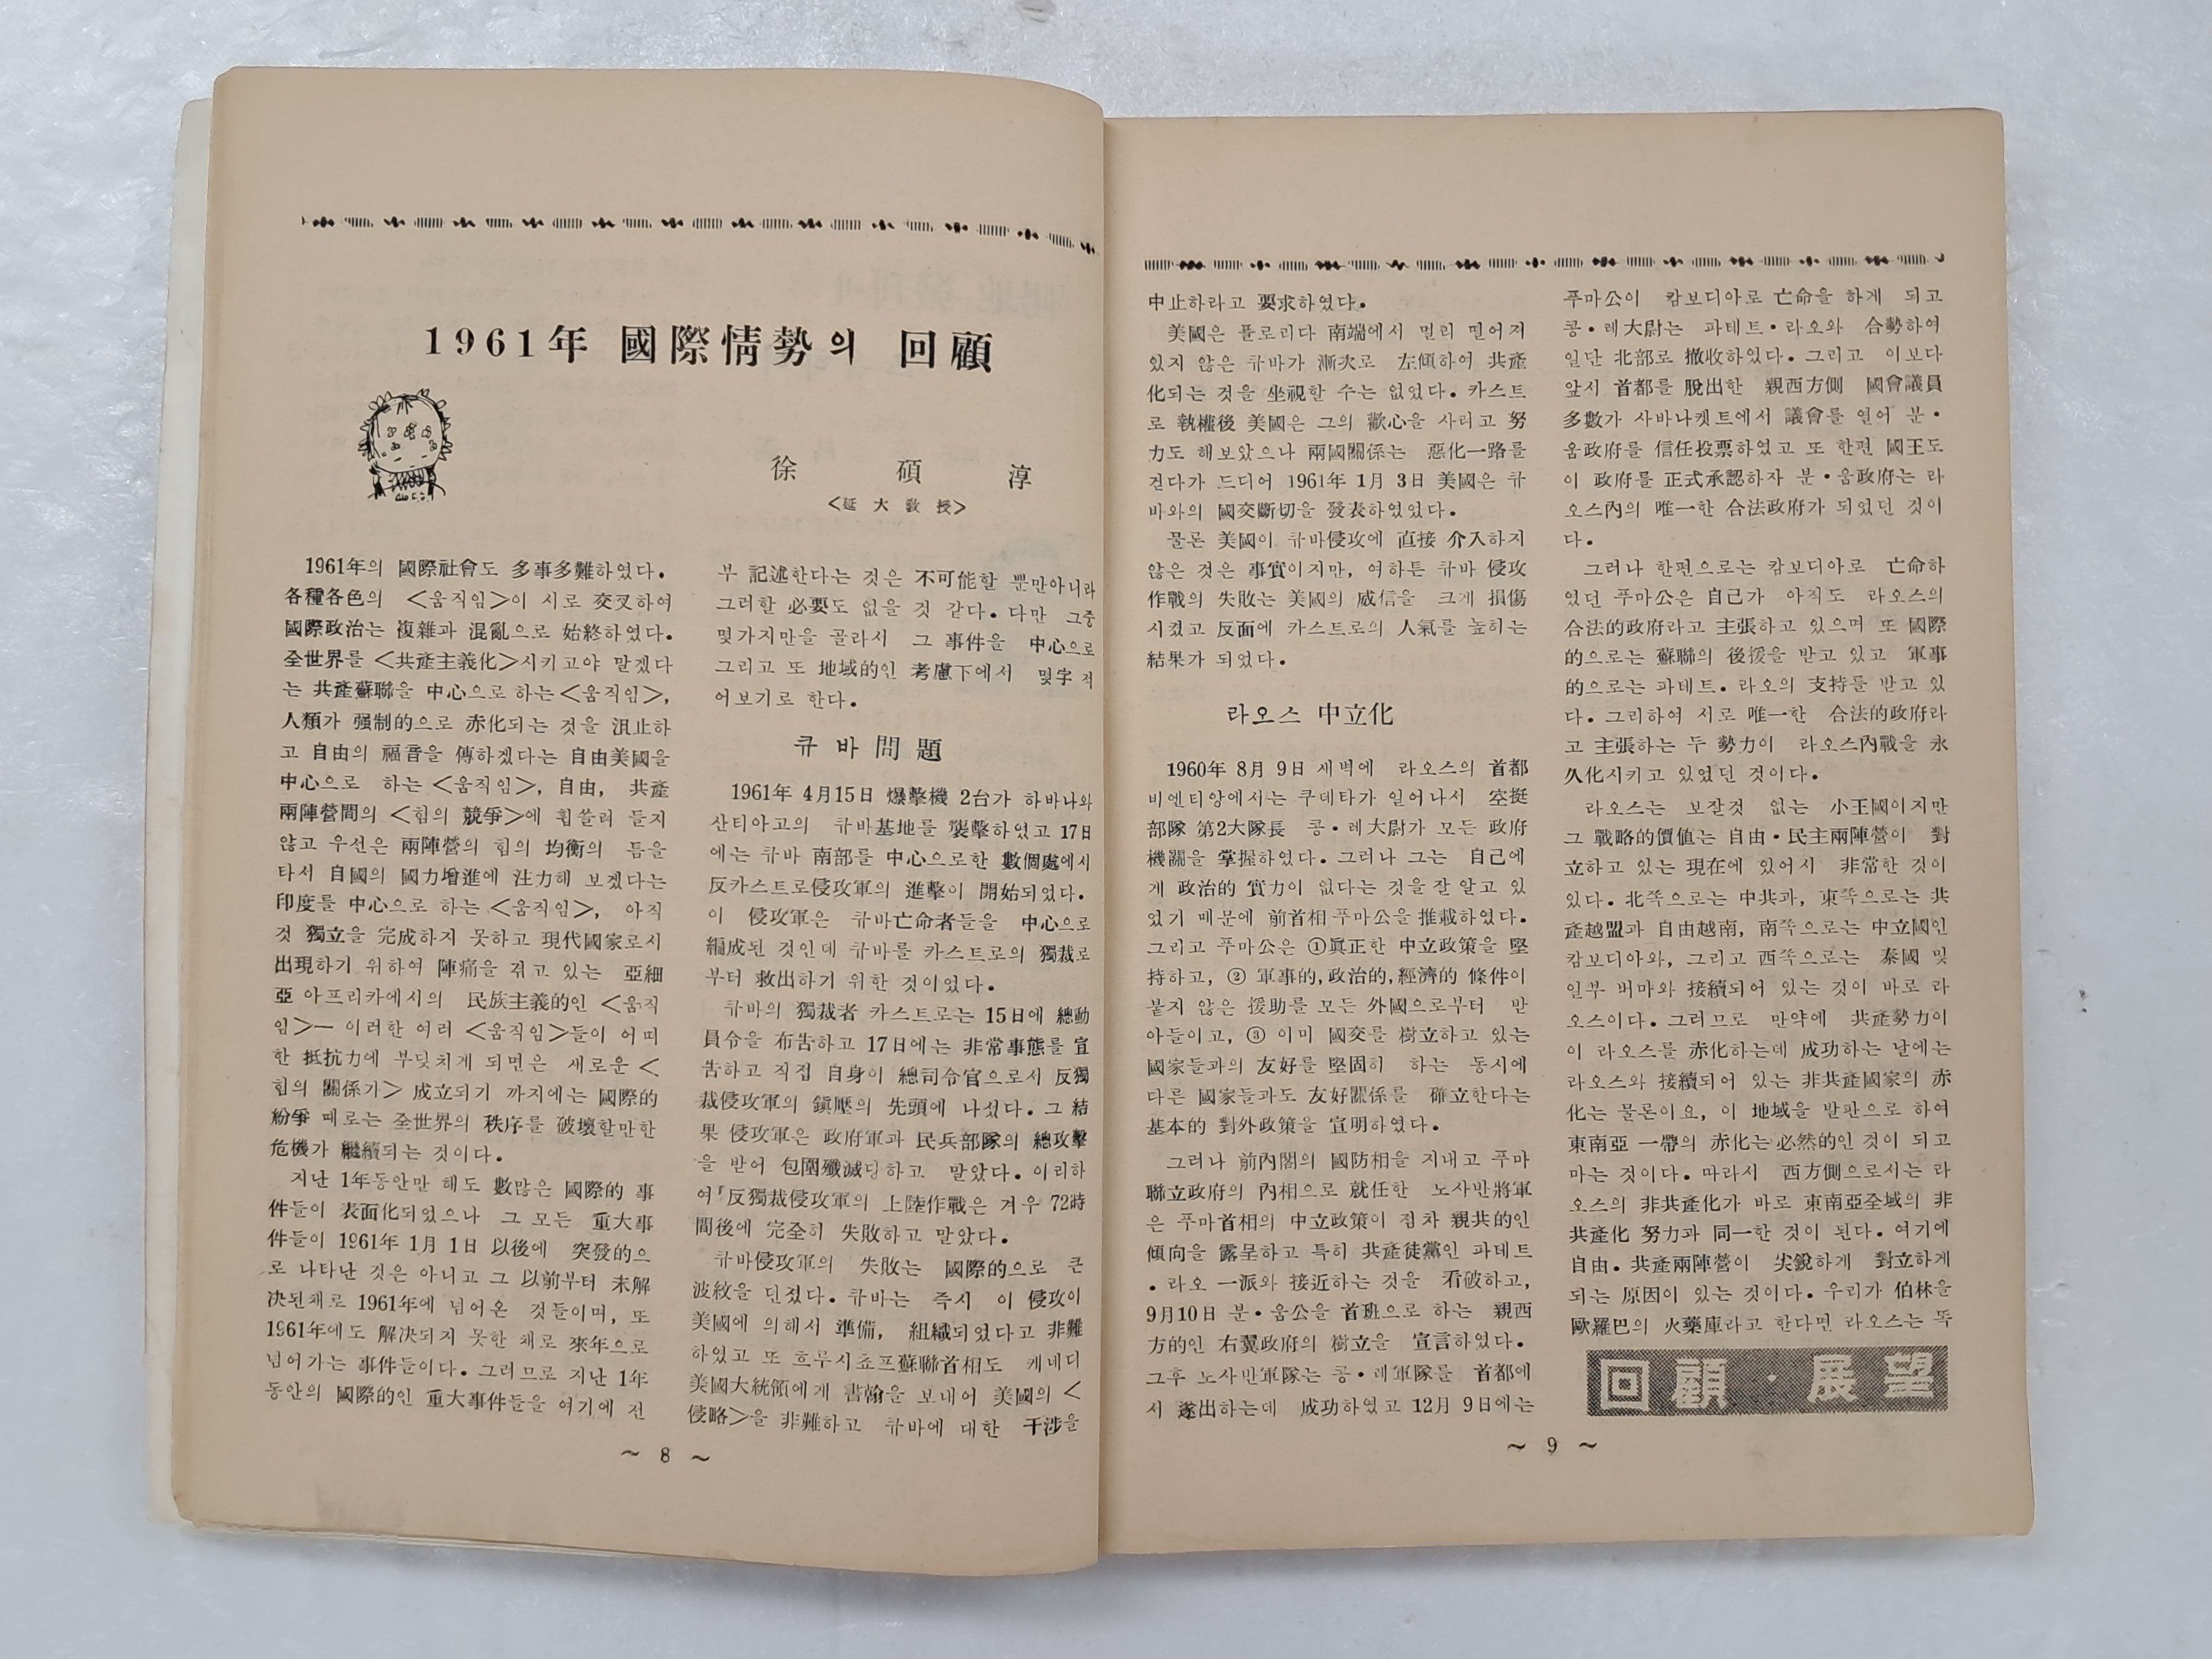 1961年 國際情勢의 回顧
徐 碩 淳
<延大敎授>
1961年의 國際社會도 多事多難하였다.
各種各色의 <움직임>이 서로 交叉하여
國際政治는 複雜과 混亂으로 始終하였다.
全世界를 <共產主義化>시키고야 말겠다
는 共產蘇聯을 中心으로 하는<움직임>,
人類가 强制的으로 赤化되는 것을 沮止하
고 自由의 福音을 傳하겠다는 自由美國을
中心으로 하는 <움직임>, 自由, 共產
兩陣營間의 <힘의 競爭>에 휩쓸려 들지
않고 우선은 兩陣營의 힘의 均衡의 틈을
타서 自國의 國力增進에 注力해 보겠다는
印度를 中心으로 하는 <움직임>, 아직
것 獨立을 完成하지 못하고 現代國家로서
出現하기 위하여 陣痛을 겪고 있는 亞細
亞 아프리카에서의 民族主義的인 <움직
임>— 이러한 여러 <움직임>들이 어떠
한 抵抗力에 부딪치게 되면은 새로운 <
힘의 關係가> 成立되기 까지에는 國際的
紛爭 때로는 全世界의 秩序를 破壞할만한
危機가 繼續되는 것이다.
지난 1年동안만 해도 數많은 國際的 事
件들이 表面化되었으나 그 모든 重大事
件들이 1961年 1月 1日 以後에 突發的으
로 나타난 것은 아니고 그 以前부터 未解
決된채로 1961年에 넘어온 것들이며, 또
1961年에도 解決되지 못한 채로 來年으로
넘어가는 事件들이다. 그러므로 지난 1年
동안의 國際的인 重大事件들을 여기에 전
부 記述한다는 것은 不可能할 뿐만아니라
그러할 必要도 없을 것 같다. 다만 그중
몇가지만을 골라서 그 事件을 中心으로
그리고 또 地域的인 考慮下에서 몇字 적
어보기로 한다.
큐바問題
1961年 4月15日 爆擊機 2台가 하바나와
산티아고의 큐바基地를 襲擊하였고 17日
에는 큐바 南部를 中心으로한 數個處에서
反카스트로侵攻軍의 進擊이 開始되었다.
이 侵攻軍은 큐바亡命者들을 中心으로
編成된 것인데 큐바를 카스트로의 獨裁로
부터 救出하기 위한 것이었다.
큐바의 獨裁者 카스트로는 15日에 總動
員令을 布告하고 17日에는 非常事態를 宣
告하고 직접 自身이 總司令官으로서 反獨
裁侵攻軍의 鎭壓의 先頭에 나섰다. 그 結
果 侵攻軍은 政府軍과 民兵部隊의 總攻擊
을 받어 包圍殲滅당하고 말았다. 이리하
여「反獨裁侵攻軍의 上陸作戰은 겨우 72時
間後에 完全히 失敗하고 말았다.
큐바侵攻軍의 失敗는 國際的으로 큰
波紋을 던졌다. 큐바는 즉시 이 侵攻이
美國에 의해서 準備, 組織되었다고 非難
하였고 또 흐루시쵸프蘇聯首相도 케네디
美國大統領에게 書翰을 보내어 美國의 <
侵略>을 非難하고 큐바에 대한 干涉을
~ 8 ~
中止하라고 要求하였다.
美國은 플로리다 南端에서 멀리 떨어져
있지 않은 큐바가 漸次로 左傾하여 共產
化되는 것을 坐視할 수는 없었다. 카스트
로 執權後 美國은 그의 歡心을 사려고 努
力도 해보았으나 兩國關係는 惡化一路를
걷다가 드디어 1961年 1月 3日 美國은 큐
바와의 國交斷切을 發表하였었다.
물론 美國이 큐바侵攻에 直接 介入하지
않은 것은 事實이지만, 여하튼 큐바 侵攻
作戰의 失敗는 美國의 威信을 크게 損傷
시켰고 反面에 카스트로의 人氣를 높히는
結果가 되었다.
라오스 中立化
1960年 8月 9日 새벽에 라오스의 首都
비엔티앙에서는 쿠데타가 일어나서 空挺
部隊 第2大隊長 콩·레大尉가 모든 政府
機關을 掌握하였다. 그러나 그는 自己에
게 政治的 實力이 없다는 것을 잘 알고 있
었기 때문에 前首相 푸마公을 推戴하였다.
그리고 푸마公은 ①眞正한 中立政策을 堅
持하고, ② 軍事的, 政治的, 經濟的 條件이
붙지 않은 援助를 모든 外國으로부터 받
아들이고, ③ 이미 國交를 樹立하고 있는
國家들과의 友好를 堅固히 하는 동시에
다른 國家들과도 友好關係를 確立한다는
基本的 對外政策을 宣明하였다.
그러나 前內閣의 國防相을 지내고 푸마
聯立政府의 內相으로 就任한 노사반將軍
은 푸마首相의 中立政策이 점차 親共的인
傾向을 露呈하고 특히 共產徒黨인 파테트
·라오 一派와 接近하는 것을 看破하고,
9月10日 분·움公을 首班으로 하는 親西
方的인 右翼政府의 樹立을 宣言하였다.
그후 노사반軍隊는 콩·레軍隊를 首都에
서 逐出하는데 成功하였고 12月 9日에는
푸마公이 캄보디아로 亡命을 하게 되고
콩·레大尉는 파테트·라오와 合勢하여
일단 北部로 撤收하였다. 그리고 이보다
앞서 首都를 脫出한 親西方側 國會議員
多數가 사바나켓트에서 議會를 열어 분·
움政府를 信任投票하였고 또 한편 國王도
이 政府를 正式承認하자 분·움政府는 라
오스內의 唯一한 合法政府가 되었던 것이
다.
그러나 한편으로는 캄보디아로 亡命하
였던 푸마公은 自己가 아직도 라오스의
合法的政府라고 主張하고 있으며 또 國際
的으로는 蘇聯의 後援을 받고 있고 軍事
的으로는 파테트. 라오의 支持를 받고 있
다. 그리하여 서로 唯一한 合法的政府라
고 主張하는 두 勢力이 라오스內戰을 永
久化시키고 있었던 것이다.
라오스는 보잘것 없는 小王國이지만
그 戰略的價値는 自由·民主兩陣營이 對
立하고 있는 現在에 있어서 非常한 것이
있다. 北쪽으로는 中共과, 東쪽으로는 共
產越盟과 自由越南, 南쪽으로는 中立國인
캄보디아와, 그리고 西쪽으로는 泰國 및
일부 버마와 接續되어 있는 것이 바로 라
오스이다. 그러므로 만약에 共產勢力이
이 라오스를 赤化하는데 成功하는 날에는
라오스와 接續되어 있는 非共產國家의 赤
化는 물론이요, 이 地域을 발판으로 하여
東南亞 一帶의 赤化는 必然的인 것이 되고
마는 것이다. 따라서 西方側으로서는 라
오스의 非共產化가 바로 東南亞全域의 非
共產化 努力과 同一한 것이 된다. 여기에
自由. 共產兩陣營이 尖銳하게 對立하게
되는 原因이 있는 것이다. 우리가 伯林을
歐羅巴의 火藥庫라고 한다면 라오스는 똑
回顧·展望
~ 9 ~